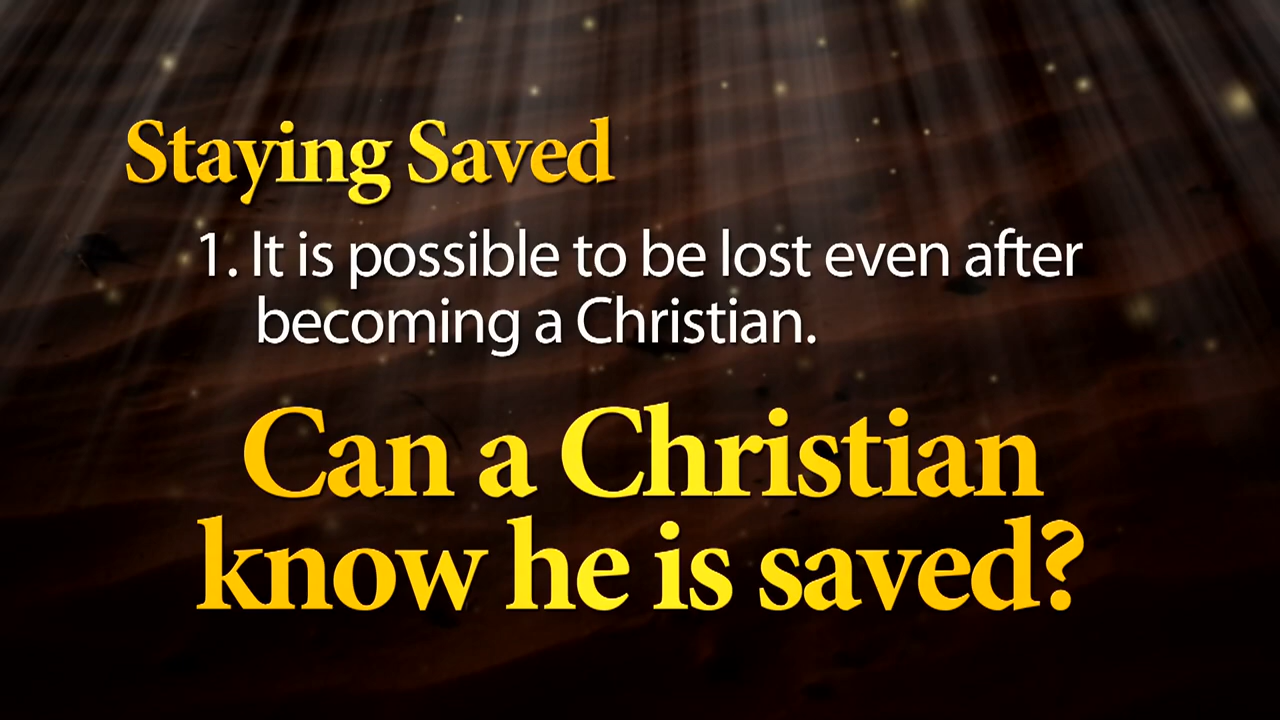 Staying Saved
1. It is possible to be lost even after
becoming a Christian.
Can a Christian
know he is saved?